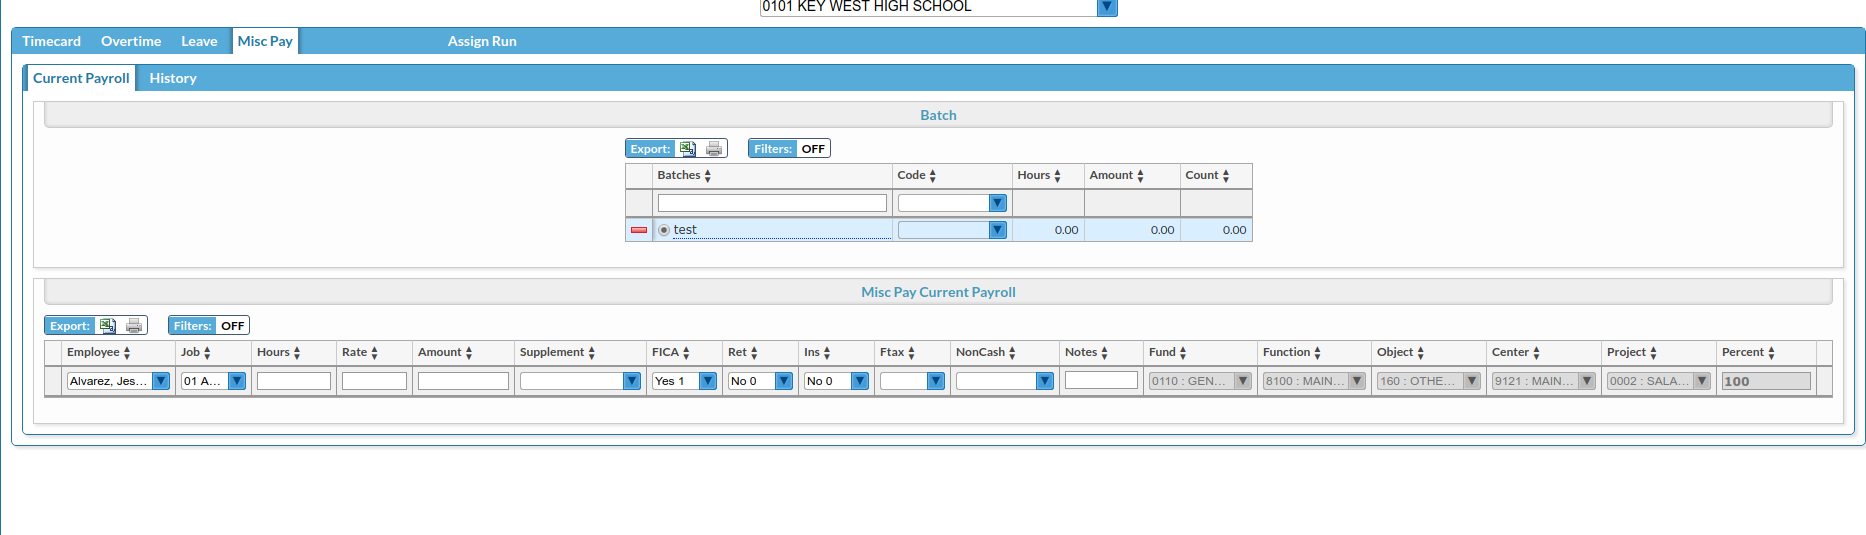 0101 KEY WEST HIGH SCHOOL
Timecard Overtime Leave Misc Pay Assign Run
Current Payroll History
Batch
Export: Filters: OFF
Batches Code Hours Amount Count
test 0.00 0.00 0.00
Misc Pay Current Payroll
Export: Filters: OFF
Employee Job Hours Rate Amount Supplement FICA Ret Ins Ftax NonCash Notes Fund Function Object Center Project Percent
Alvarez, Jes... 01 A... Yes 1 No 0 No 0 0110 : GEN... 8100 : MAIN... 160 : OTHE... 9121 : MAIN... 0002 : SALA... 100